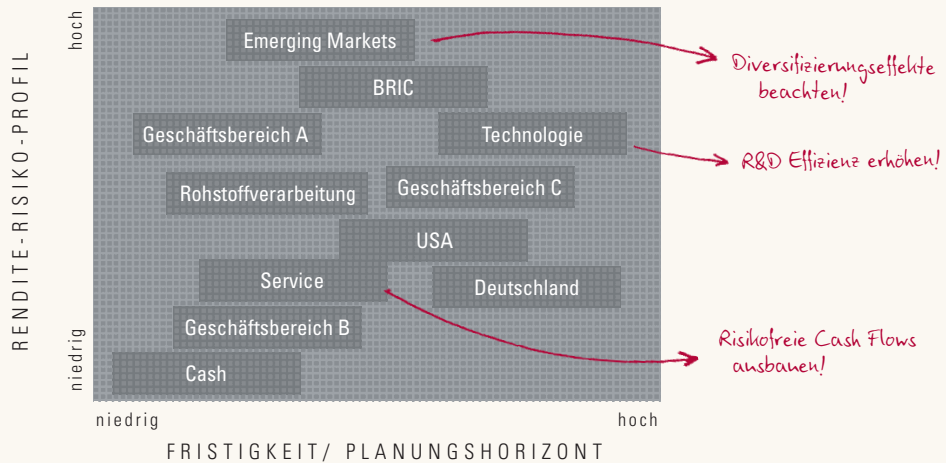 RENDITE-RISIKO-PROFIL
hoch
niedrig
Emerging Markets
BRIC
Geschäftsbereich A
Technologie
Rohstoffverarbeitung
Geschäftsbereich C
USA
Service
Deutschland
Geschäftsbereich B
Cash
Diversifizierungseffekte
beachten!
R&D Effizienz erhöhen!
Risikofreie Cash Flows
ausbauen!
niedrig
hoch
FRISTIGKEIT/ PLANUNGSHORIZONT